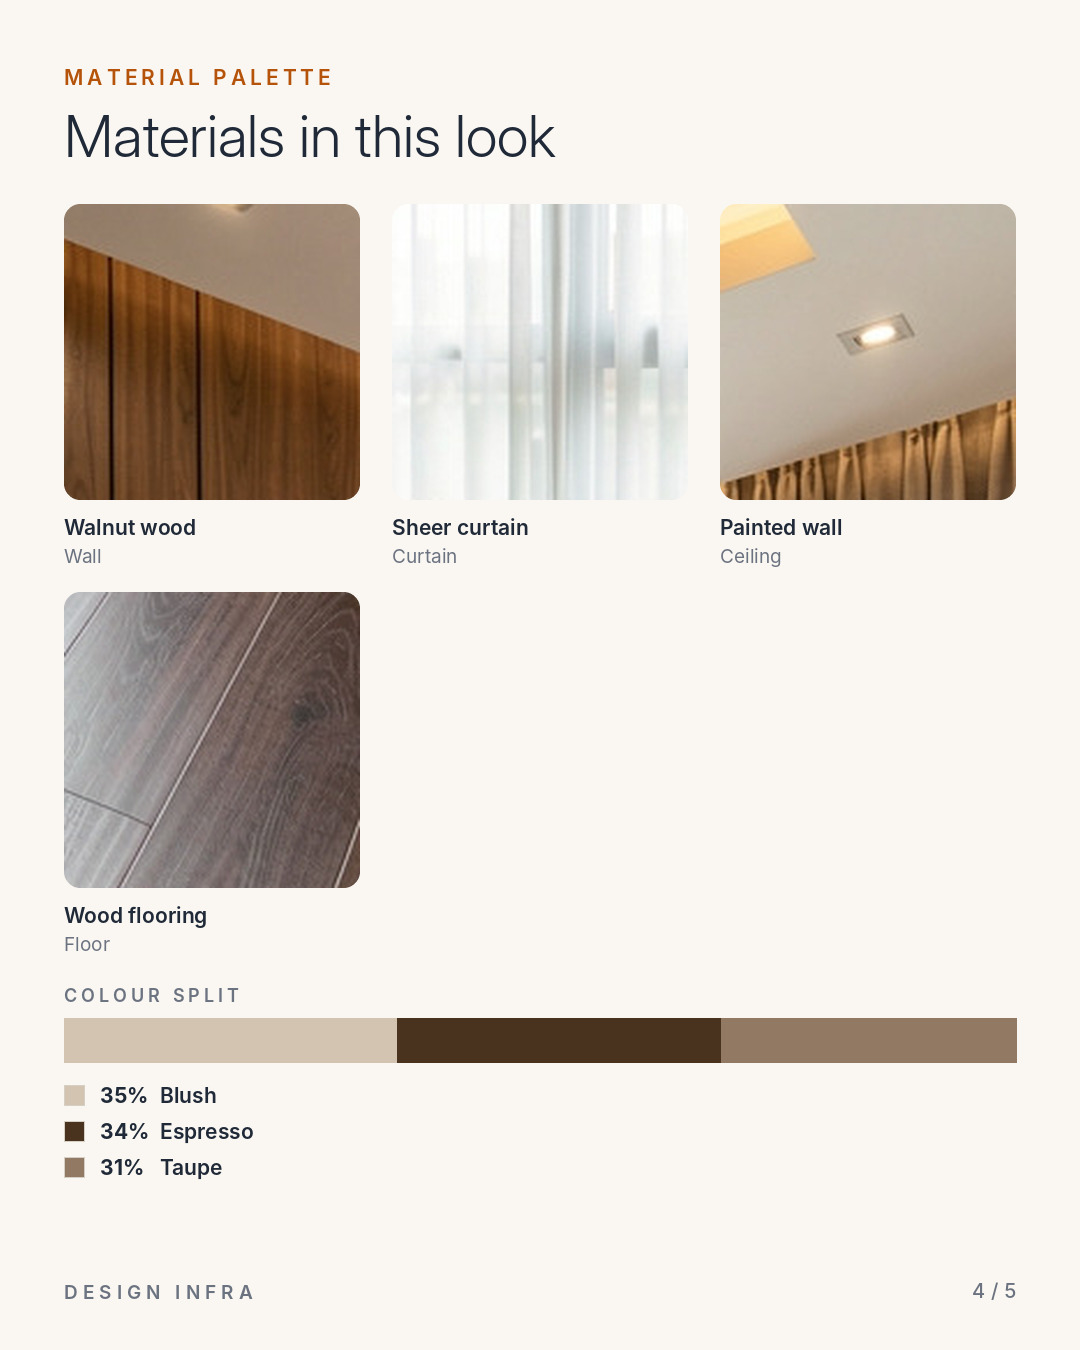 MATERIAL PALETTE
Materials in this look
Walnut wood
Wall
Sheer curtain
Curtain
Painted wall
Ceiling
Wood flooring
Floor
COLOUR SPLIT
35% Blush
34% Espresso
31% Taupe
DESIGN INFRA
4 / 5